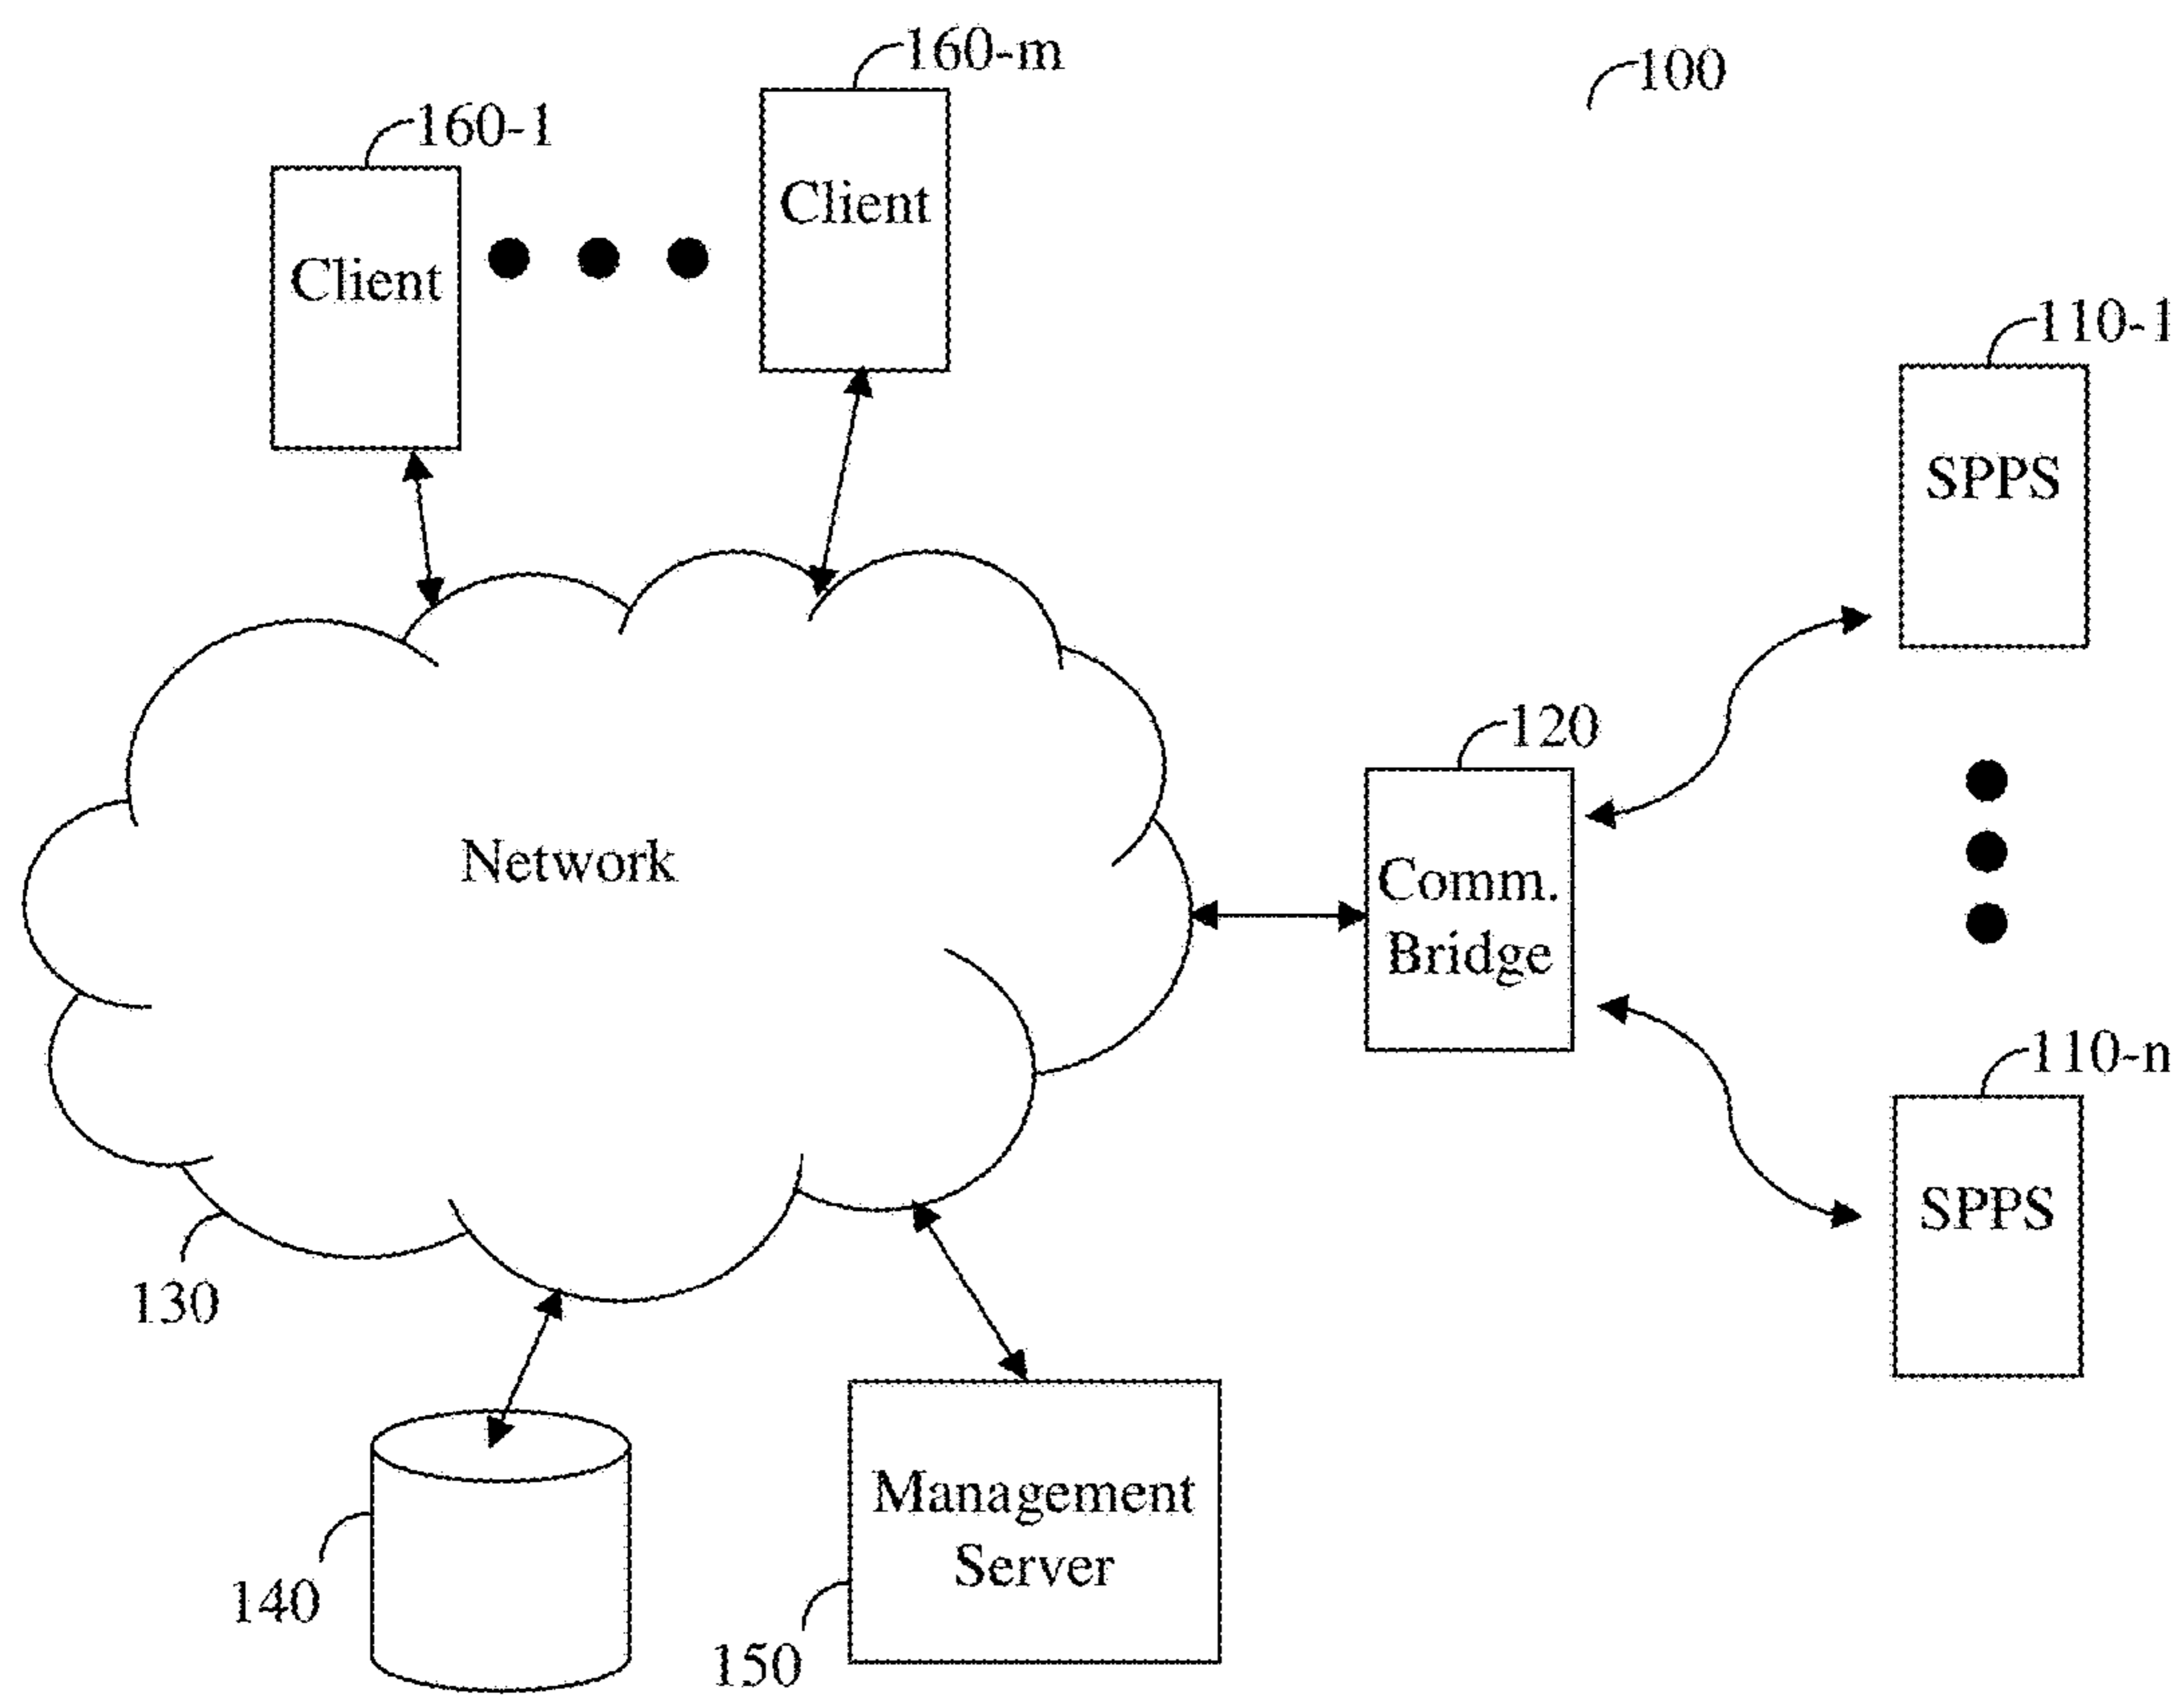 160-m
100
160-1
Client
Client
110-1
SPPS
120
Network
Comm.
Bridge
110-n
SPPS
130
Management
Server
140
150